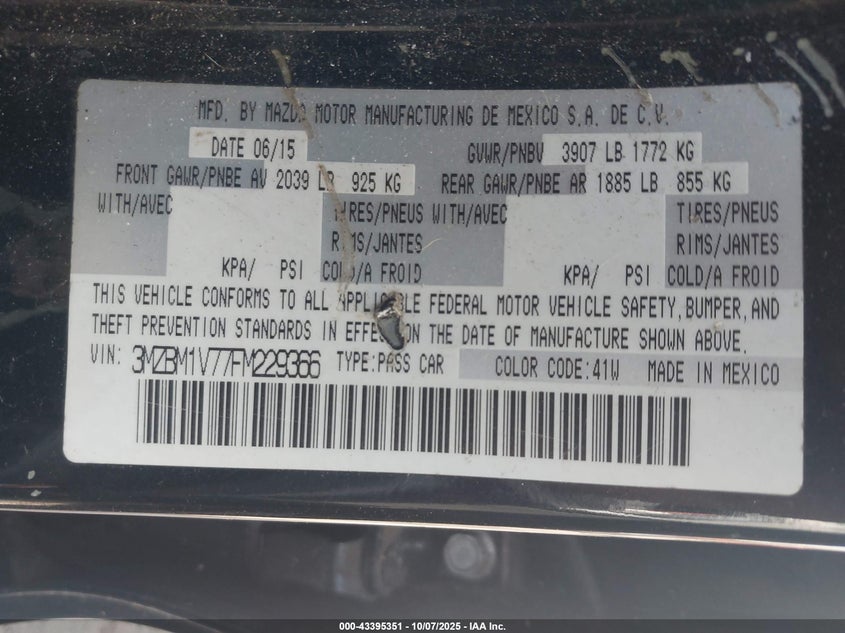 MFD. BY MAZDA MOTOR MANUFACTURING DE MEXICO S.A. DE C.V.
DATE 06/15 GVWR/PNBV 3907 LB 1772 KG
FRONT GAWR/PNBE AV 2039 LB 925 KG REAR GAWR/PNBE AR 1885 LB 855 KG
WITH/AVEC TIRES/PNEUS WITH/AVEC TIRES/PNEUS
RIMS/JANTES RIMS/JANTES
KPA/ PSI COLD/A FROID KPA/ PSI COLD/A FROID
THIS VEHICLE CONFORMS TO ALL APPLICABLE FEDERAL MOTOR VEHICLE SAFETY, BUMPER, AND
THEFT PREVENTION STANDARDS IN EFFECT ON THE DATE OF MANUFACTURE SHOWN ABOVE.
VIN: 3MZBM1V77FM229366 TYPE:PASS CAR COLOR CODE:41W MADE IN MEXICO
000-43395351 | 10/07/2025 - IAA Inc.